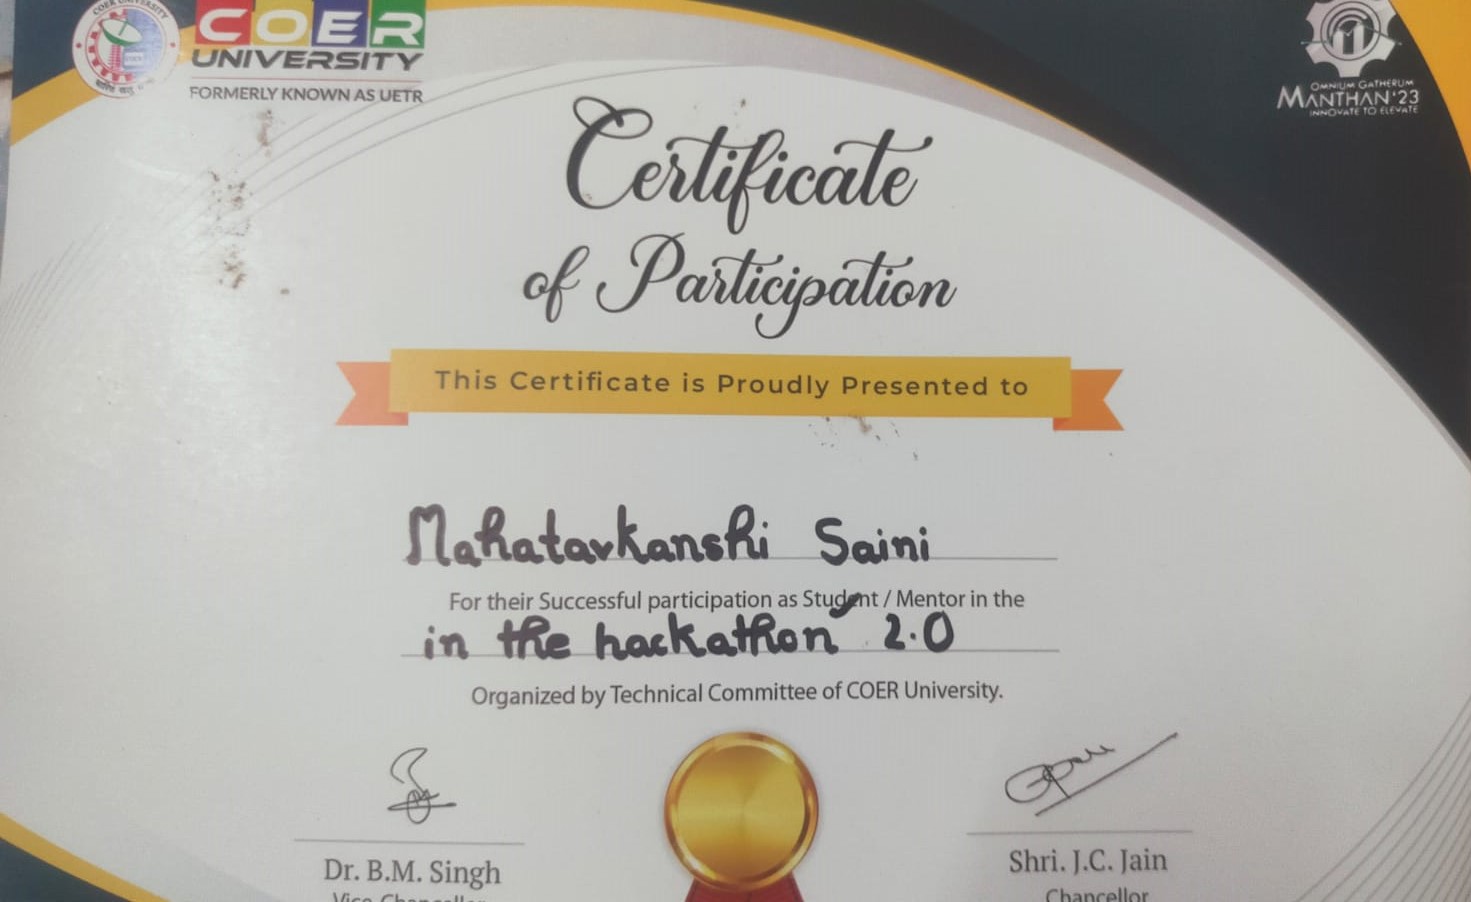 COER UNIVERSITY
COER
UNIVERSITY
FORMERLY KNOWN AS UETR
OMNIUM GATHERUM
MANTHAN'23
INNOVATE TO ELEVATE
Certificate
of Participation
This Certificate is Proudly Presented to
Mahatavkanshi Saini
For their Successful participation as Student / Mentor in the
in the hackathon 2.0
Organized by Technical Committee of COER University.
Dr. B.M. Singh
Vice Chancellor
Shri. J.C. Jain
Chancellor